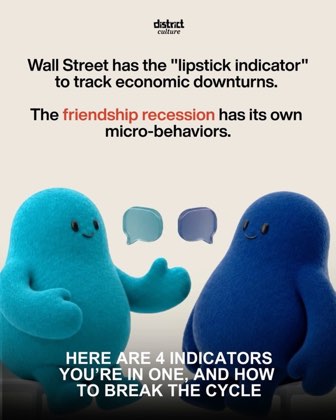 district
culture
Wall Street has the "lipstick indicator"
to track economic downturns.
The friendship recession has its own
micro-behaviors.
HERE ARE 4 INDICATORS
YOU'RE IN ONE, AND HOW
TO BREAK THE CYCLE